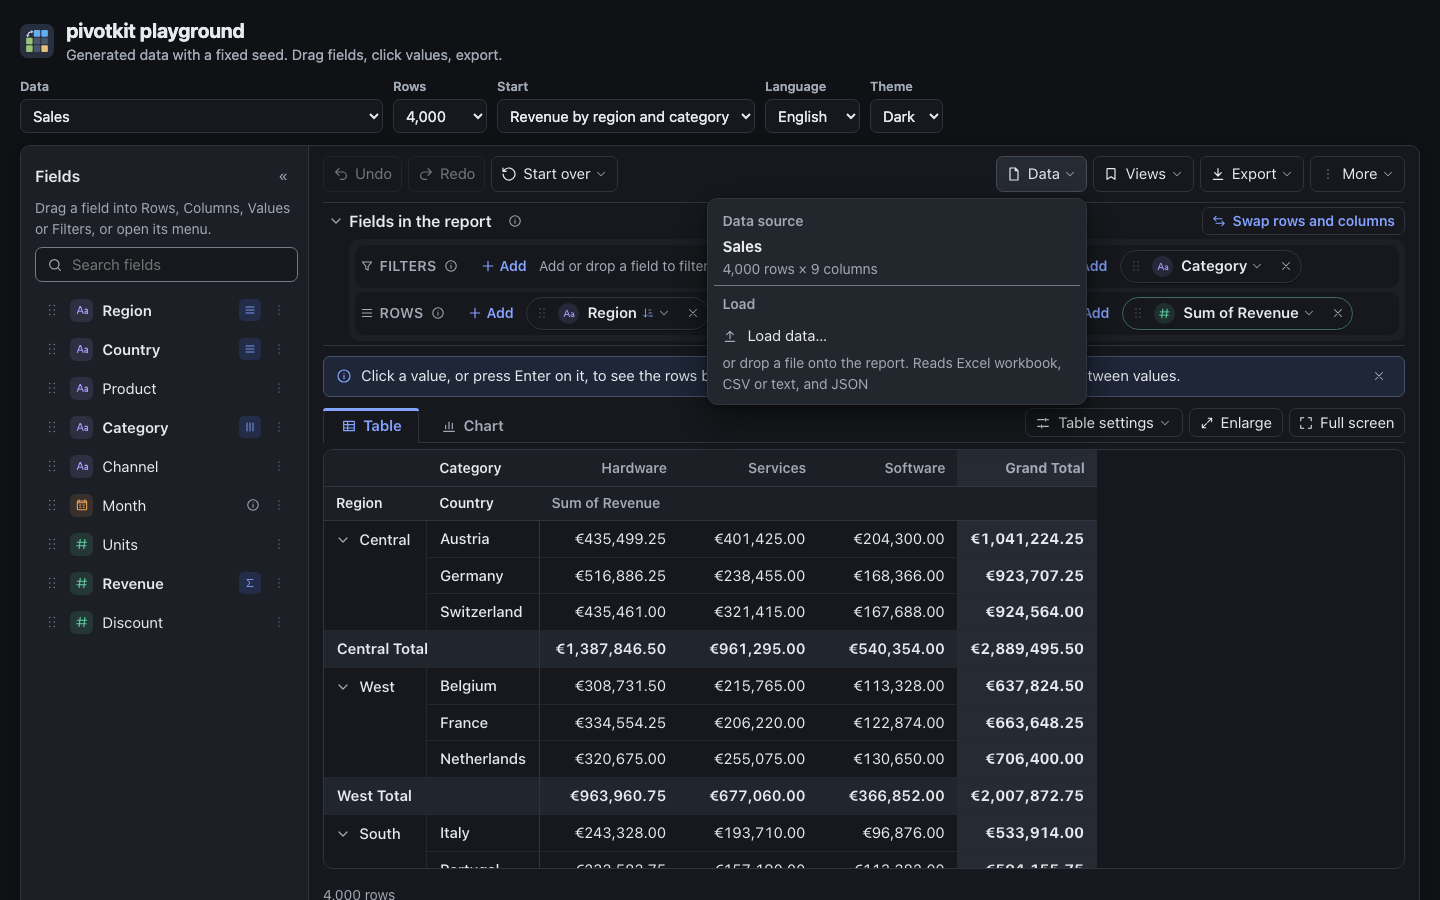 pivotkit playground
Generated data with a fixed seed. Drag fields, click values, export.
Data
Rows
Start
Language
Theme
Sales
4,000
Revenue by region and category
English
Dark
Fields
«
Drag a field into Rows, Columns, Values
or Filters, or open its menu.
Search fields
Aa Region
Aa Country
Aa Product
Aa Category
Aa Channel
Month
# Units
# Revenue Σ
# Discount
Undo
Redo
Start over
Data
Views
Export
More
Fields in the report
Swap rows and columns
FILTERS
+ Add
Add or drop a field to filter
Aa Category
ROWS
+ Add
Aa Region
# Sum of Revenue
Data source
Sales
4,000 rows × 9 columns
Load
Load data...
or drop a file onto the report. Reads Excel workbook,
CSV or text, and JSON
Click a value, or press Enter on it, to see the rows
values.
Table
Chart
Table settings
Enlarge
Full screen
Category Hardware Services Software Grand Total
Region Country Sum of Revenue
Central Austria €435,499.25 €401,425.00 €204,300.00 €1,041,224.25
Germany €516,886.25 €238,455.00 €168,366.00 €923,707.25
Switzerland €435,461.00 €321,415.00 €167,688.00 €924,564.00
Central Total €1,387,846.50 €961,295.00 €540,354.00 €2,889,495.50
West Belgium €308,731.50 €215,765.00 €113,328.00 €637,824.50
France €334,554.25 €206,220.00 €122,874.00 €663,648.25
Netherlands €320,675.00 €255,075.00 €130,650.00 €706,400.00
West Total €963,960.75 €677,060.00 €366,852.00 €2,007,872.75
South Italy €243,328.00 €193,710.00 €96,876.00 €533,914.00
4,000 rows